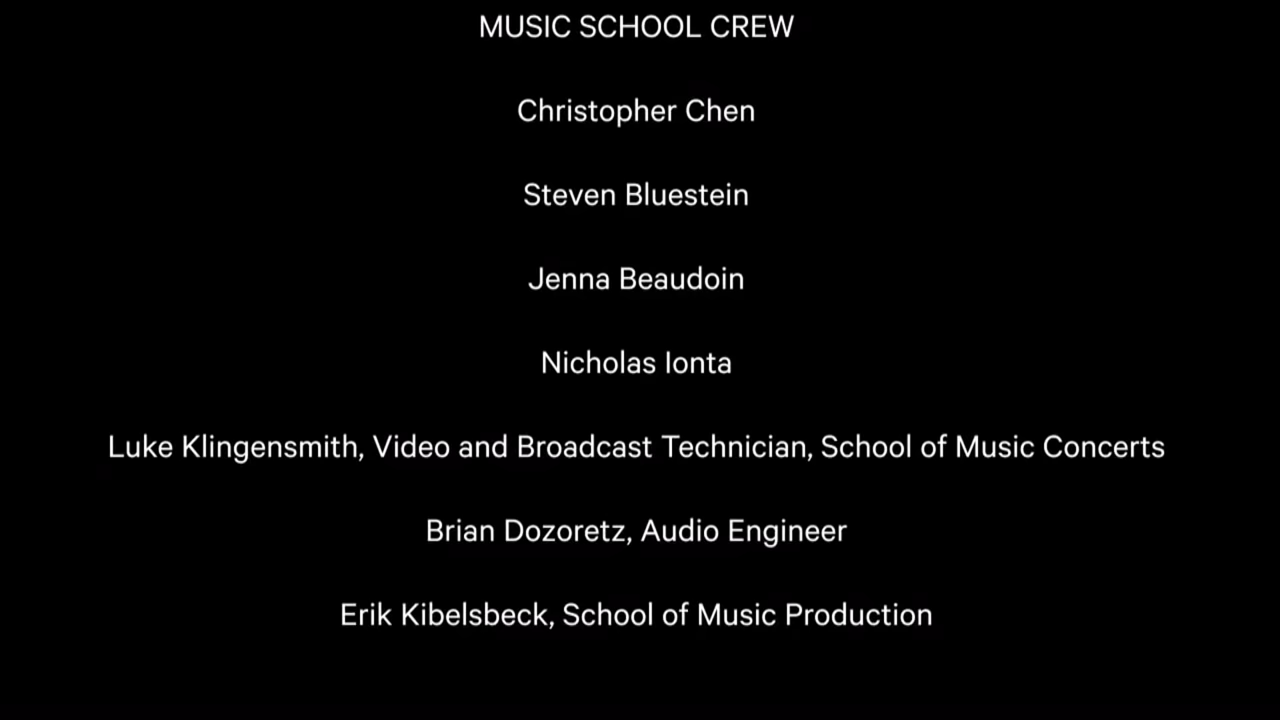 MUSIC SCHOOL CREW
Christopher Chen
Steven Bluestein
Jenna Beaudoin
Nicholas Ionta
Luke Klingensmith, Video and Broadcast Technician, School of Music Concerts
Brian Dozoretz, Audio Engineer
Erik Kibelsbeck, School of Music Production